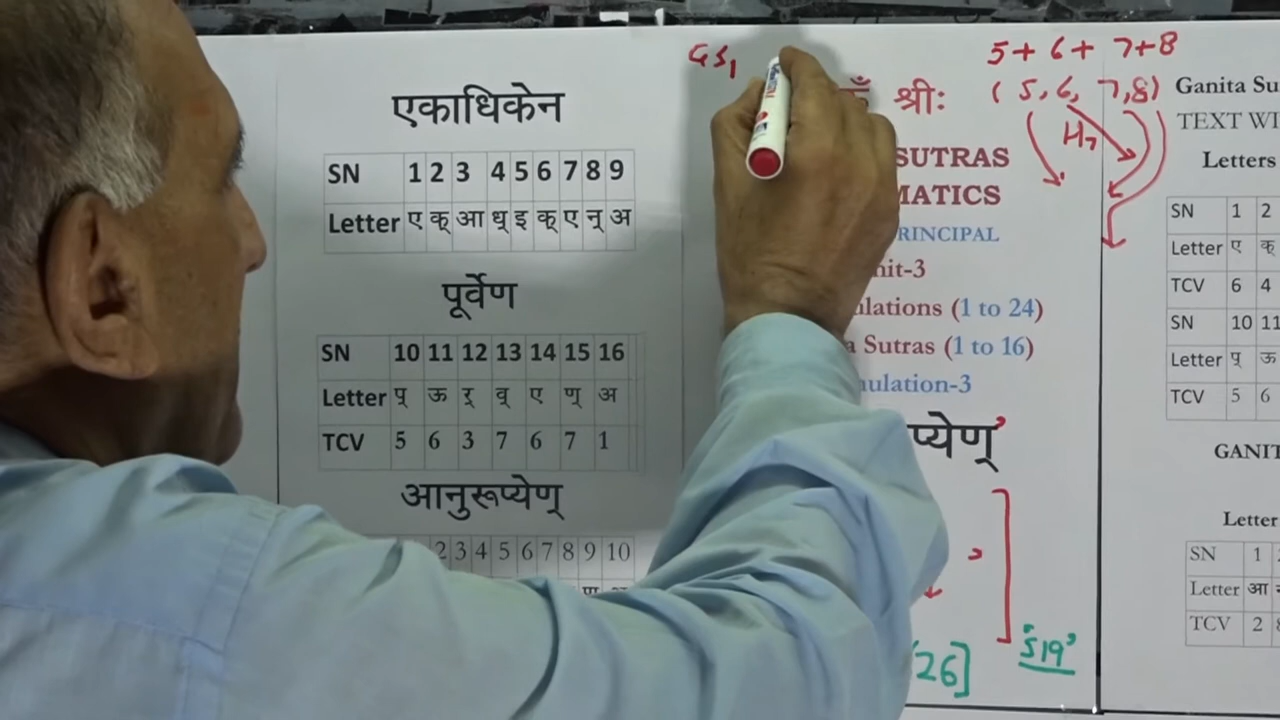 एकाधिकेन
SN 1 2 3 4 5 6 7 8 9
Letter ए क् आ ध् इ क् ए न् अ
पूर्वेण
SN 10 11 12 13 14 15 16
Letter प् ऊ र् व् ए ण् अ
TCV 5 6 3 7 6 7 1
आनुरूप्येण्
2 3 4 5 6 7 8 9 10
GS1
5 + 6 + 7 + 8
(5, 6, 7, 8)
H7
श्रीः
SUTRAS
MATICS
RINCIPAL
nit-3
ulations (1 to 24)
a Sutras (1 to 16)
mulation-3
प्येण्’
26]
‘519’
Ganita Su
TEXT WI
Letters
SN 1 2
Letter ए क्
TCV 6 4
SN 10 11
Letter प् ऊ
TCV 5 6
GANIT
Letter
SN 1
Letter आ
TCV 2 8